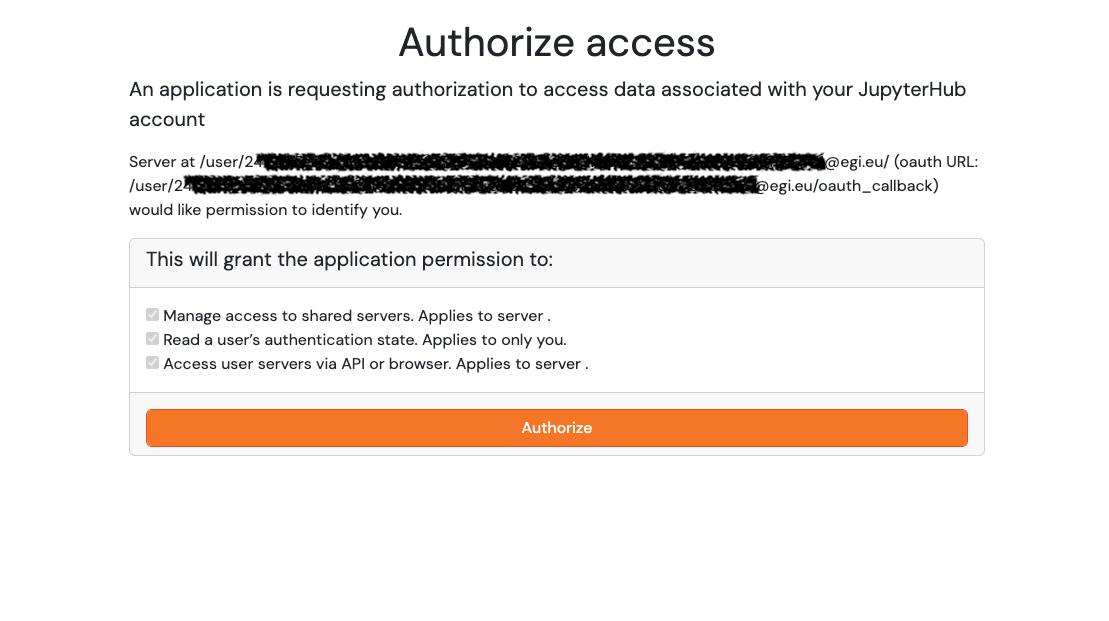 Authorize access
An application is requesting authorization to access data associated with your JupyterHub
account
Server at /user/24 @egi.eu/ (oauth URL:
/user/24 @egi.eu/oauth_callback)
would like permission to identify you.
This will grant the application permission to:
Manage access to shared servers. Applies to server .
Read a user’s authentication state. Applies to only you.
Access user servers via API or browser. Applies to server .
Authorize